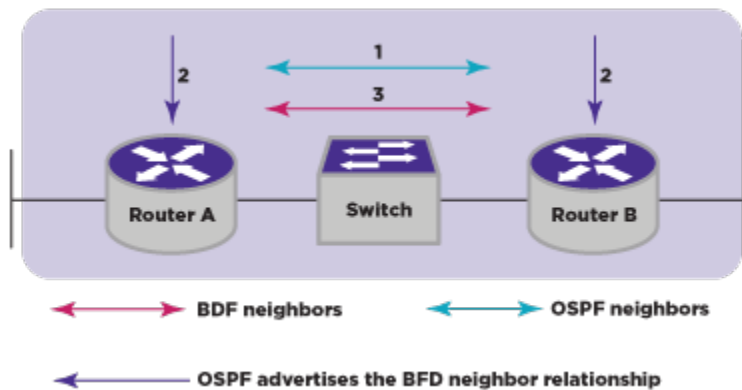 1
2
2
3
Router A
Switch
Router B
BDF neighbors
OSPF neighbors
OSPF advertises the BFD neighbor relationship